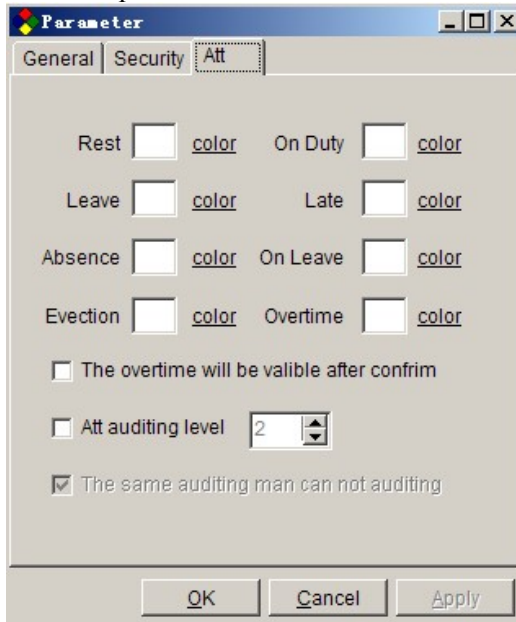 Parameter
General Security Att
Rest color On Duty color
Leave color Late color
Absence color On Leave color
Evection color Overtime color
The overtime will be valible after confrim
Att auditing level 2
The same auditing man can not auditing
OK Cancel Apply